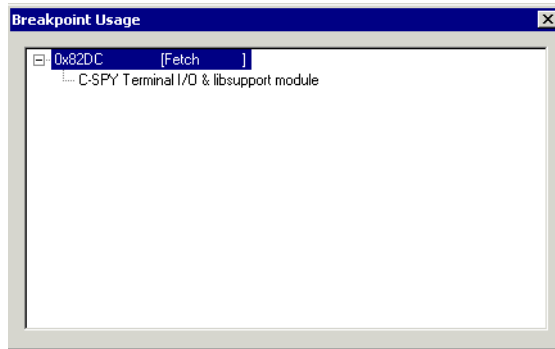 Breakpoint Usage
0x82DC [Fetch ]
C-SPY Terminal I/O & libsupport module